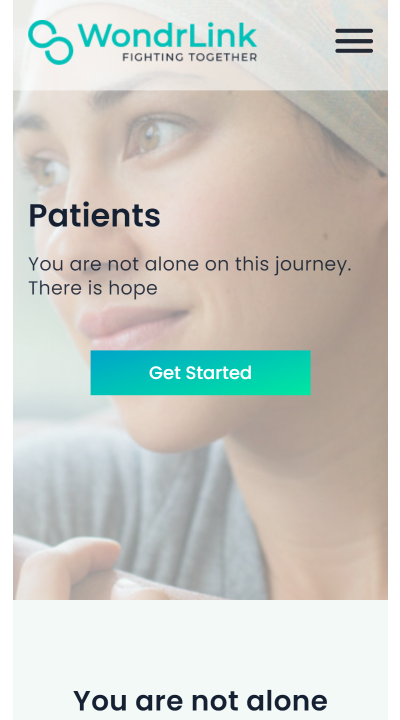 WondrLink
FIGHTING TOGETHER
Patients
You are not alone on this journey.
There is hope
Get Started
You are not alone